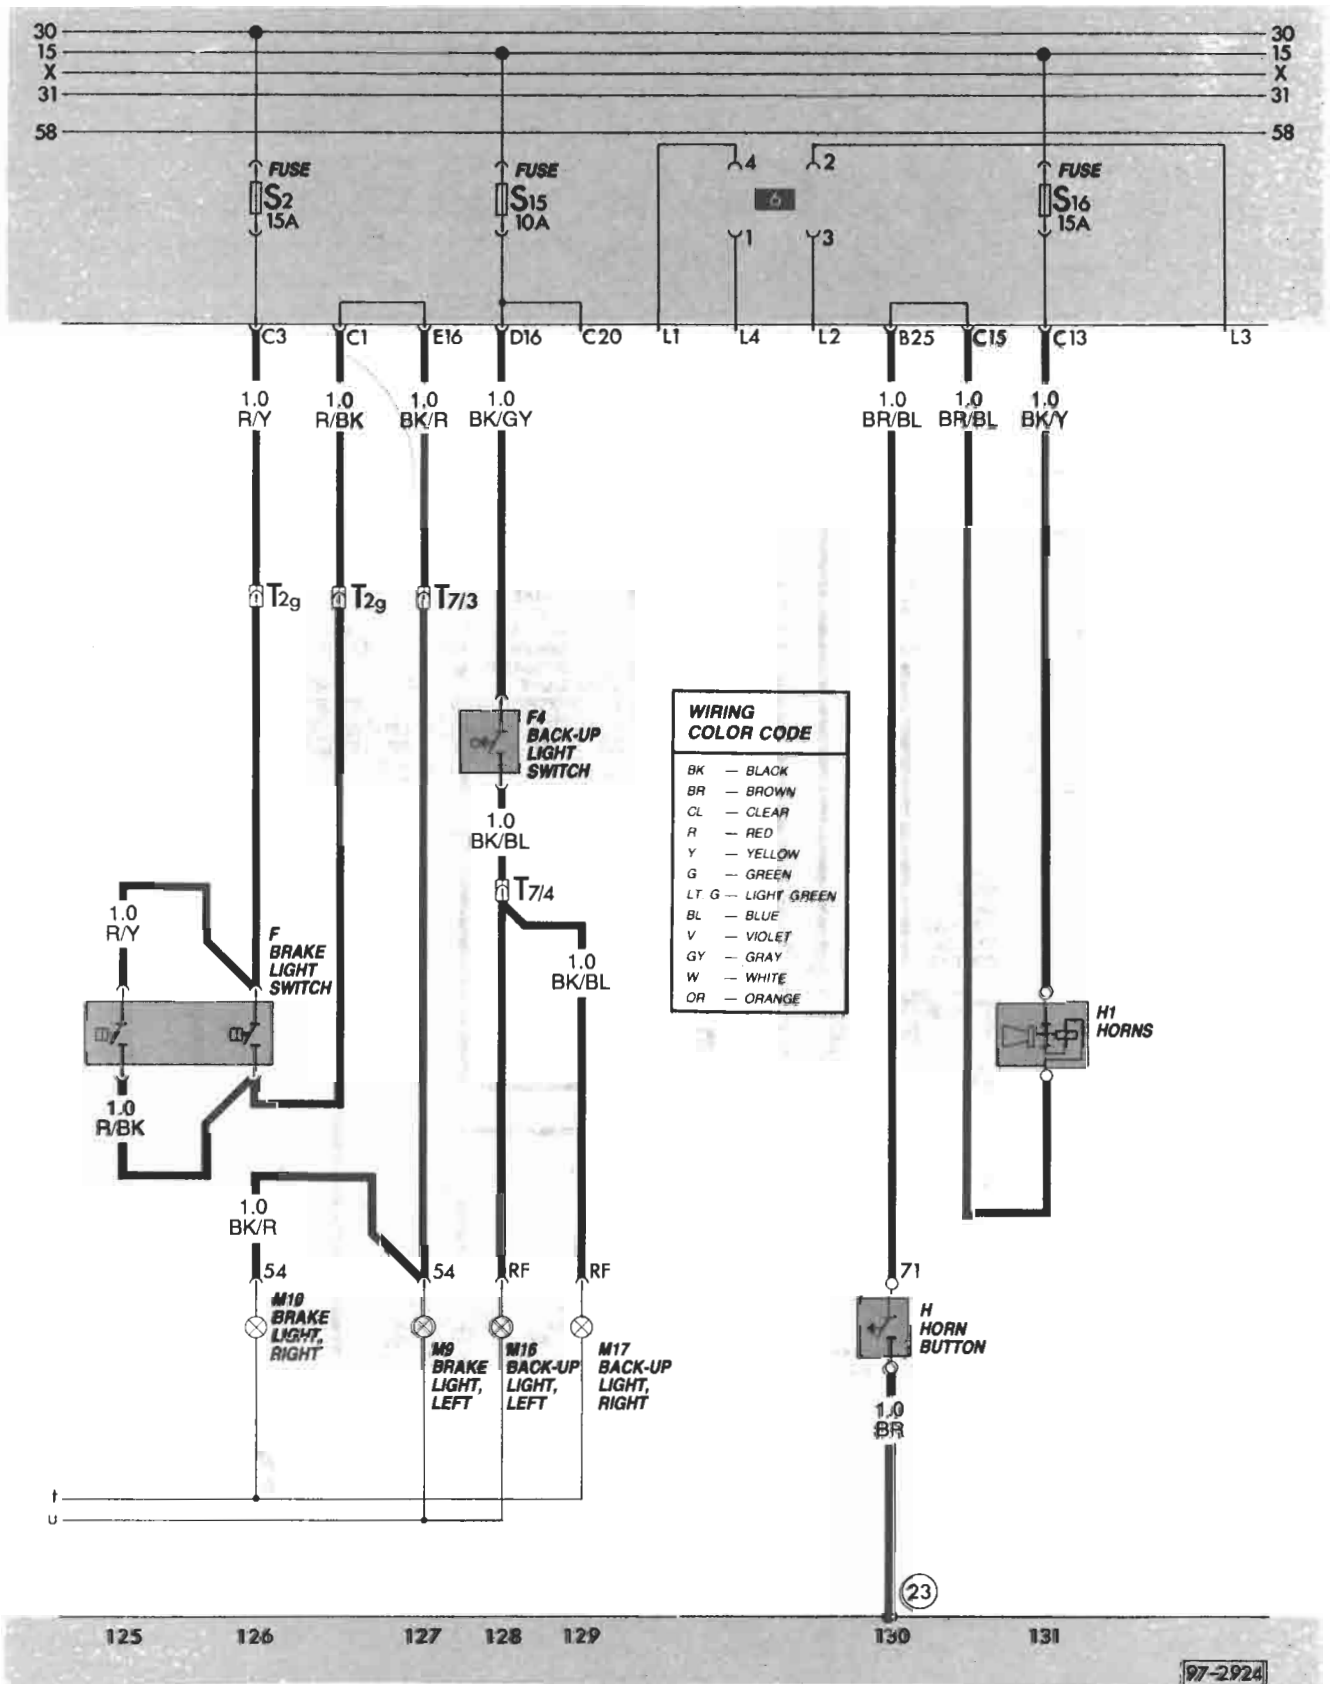 30 30
15 15
X X
31 31
58 58
FUSE
S2
15A
FUSE
S15
10A
4 2
6
1 3
FUSE
S16
15A
C3 C1 E16 D16 C20 L1 L4 L2 B25 C15 C13 L3
1.0 1.0 1.0 1.0 1.0 1.0 1.0
R/Y R/BK BK/R BK/GY BR/BL BR/BL BK/Y
T2g T2g T7/3
F4
BACK-UP
LIGHT
SWITCH
1.0
BK/BL
T7/4
WIRING
COLOR CODE
BK — BLACK
BR — BROWN
CL — CLEAR
R — RED
Y — YELLOW
G — GREEN
LT. G — LIGHT GREEN
BL — BLUE
V — VIOLET
GY — GRAY
W — WHITE
OR — ORANGE
1.0
R/Y
F
BRAKE
LIGHT
SWITCH
1.0
BK/BL
H1
HORNS
1.0
R/BK
1.0
BK/R
54 54 RF RF 71
M10
BRAKE
LIGHT,
RIGHT
M9
BRAKE
LIGHT,
LEFT
M16
BACK-UP
LIGHT,
LEFT
M17
BACK-UP
LIGHT,
RIGHT
H
HORN
BUTTON
1.0
BR
t
u
23
125 126 127 128 129 130 131
97-2924